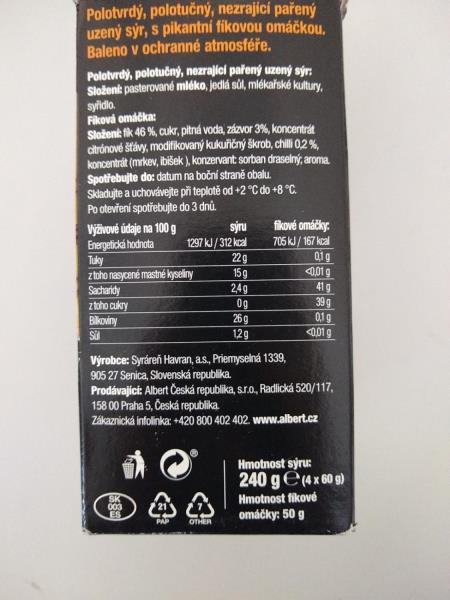 Polotvrdý, polotučný, nezrající pařený
uzený sýr, s pikantní fíkovou omáčkou.
Baleno v ochranné atmosféře.
Polotvrdý, polotučný, nezrající pařený uzený sýr:
Složení: pasterované mléko, jedlá sůl, mlékařské kultury,
syřidlo.
Fíková omáčka:
Složení: fík 46 %, cukr, pitná voda, zázvor 3%, koncentrát
citrónové šťávy, modifikovaný kukuřičný škrob, chilli 0,2 %,
koncentrát (mrkev, ibišek ), konzervant: sorban draselný; aroma.
Spotřebujte do: datum na boční straně obalu.
Skladujte a uchovávejte při teplotě od +2 °C do +8 °C.
Po otevření spotřebujte do 3 dnů.
Výživové údaje na 100 g sýru fíkové omáčky:
Energetická hodnota 1297 kJ / 312 kcal 705 kJ / 167 kcal
Tuky 22 g 0,1 g
z toho nasycené mastné kyseliny 15 g <0,01 g
Sacharidy 2,4 g 41 g
z toho cukry 0 g 39 g
Bílkoviny 26 g 0,1 g
Sůl 1,2 g <0,01 g
Výrobce: Syráreň Havran, a.s., Priemyselná 1339,
905 27 Senica, Slovenská republika.
Prodávající: Albert Česká republika, s.r.o., Radlická 520/117,
158 00 Praha 5, Česká republika.
Zákaznická infolinka: +420 800 402 402. www.albert.cz
®
Hmotnost sýru:
240 g ℮ (4 x 60 g)
Hmotnost fíkové
omáčky: 50 g
SK
003
ES
21
PAP
7
OTHER